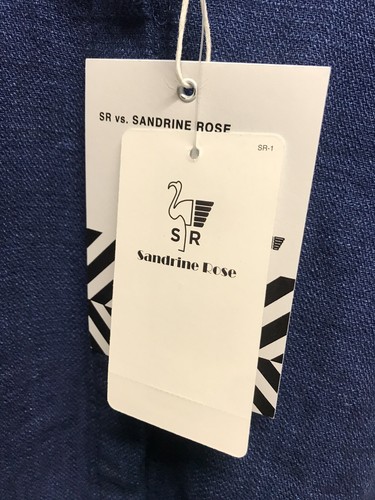 SR vs. SANDRINE ROSE
SR-1
SR
Sandrine Rose